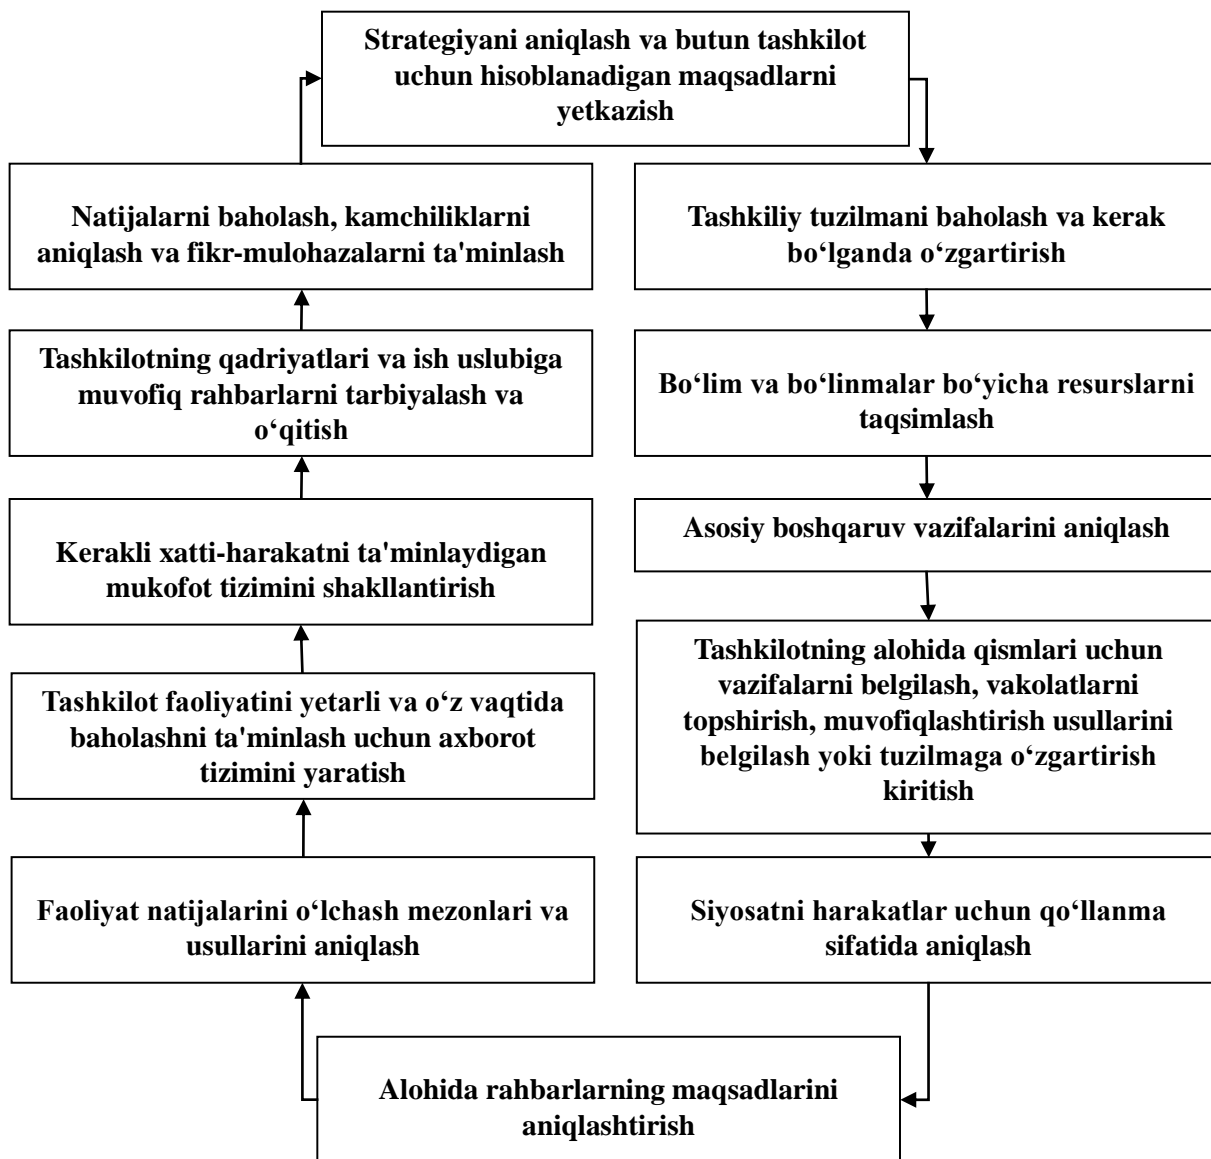 Strategiyani aniqlash va butun tashkilot
uchun hisoblanadigan maqsadlarni
yetkazish
Tashkiliy tuzilmani baholash va kerak
bo‘lganda o‘zgartirish
Bo‘lim va bo‘linmalar bo‘yicha resurslarni
taqsimlash
Asosiy boshqaruv vazifalarini aniqlash
Tashkilotning alohida qismlari uchun
vazifalarni belgilash, vakolatlarni
topshirish, muvofiqlashtirish usullarini
belgilash yoki tuzilmaga o‘zgartirish
kiritish
Siyosatni harakatlar uchun qo‘llanma
sifatida aniqlash
Alohida rahbarlarning maqsadlarini
aniqlashtirish
Faoliyat natijalarini o‘lchash mezonlari va
usullarini aniqlash
Tashkilot faoliyatini yetarli va o‘z vaqtida
baholashni ta'minlash uchun axborot
tizimini yaratish
Kerakli xatti-harakatni ta'minlaydigan
mukofot tizimini shakllantirish
Tashkilotning qadriyatlari va ish uslubiga
muvofiq rahbarlarni tarbiyalash va
o‘qitish
Natijalarni baholash, kamchiliklarni
aniqlash va fikr-mulohazalarni ta'minlash